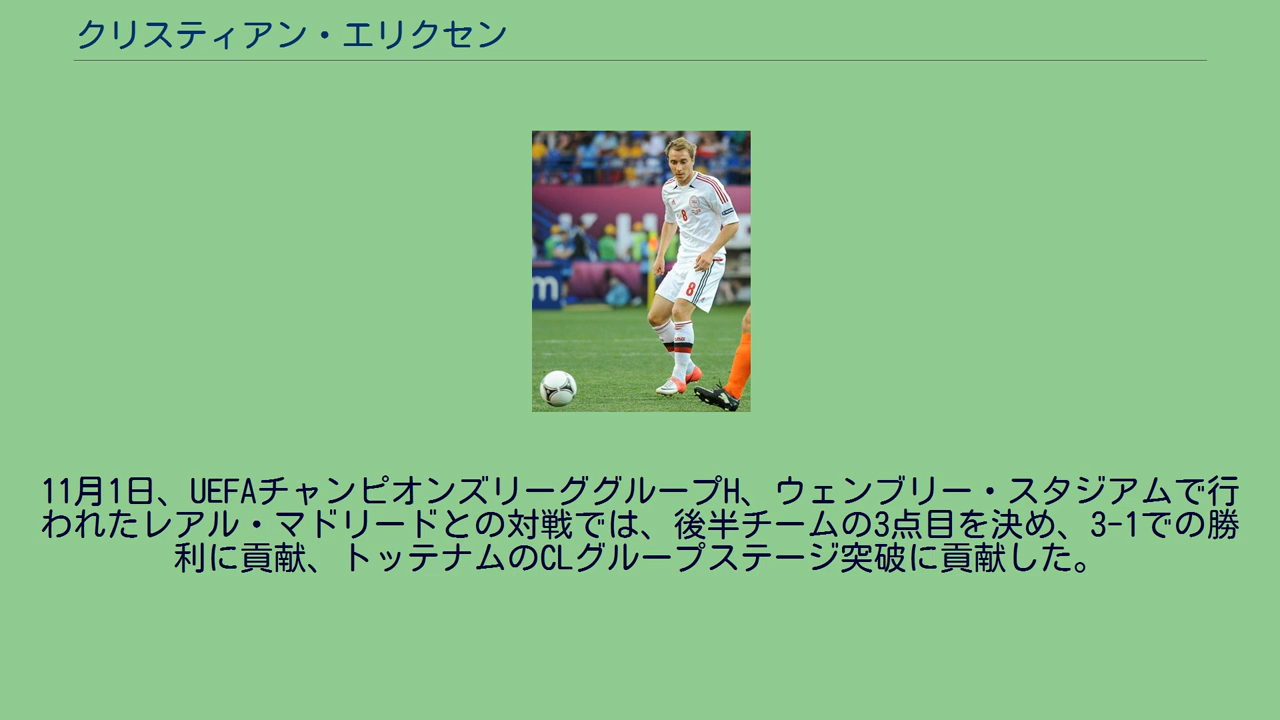 クリスティアン・エリクセン
KH
m
8
8
11月1日、UEFAチャンピオンズリーググループH、ウェンブリー・スタジアムで行
われたレアル・マドリードとの対戦では、後半チームの3点目を決め、3-1での勝
利に貢献、トッテナムのCLグループステージ突破に貢献した。